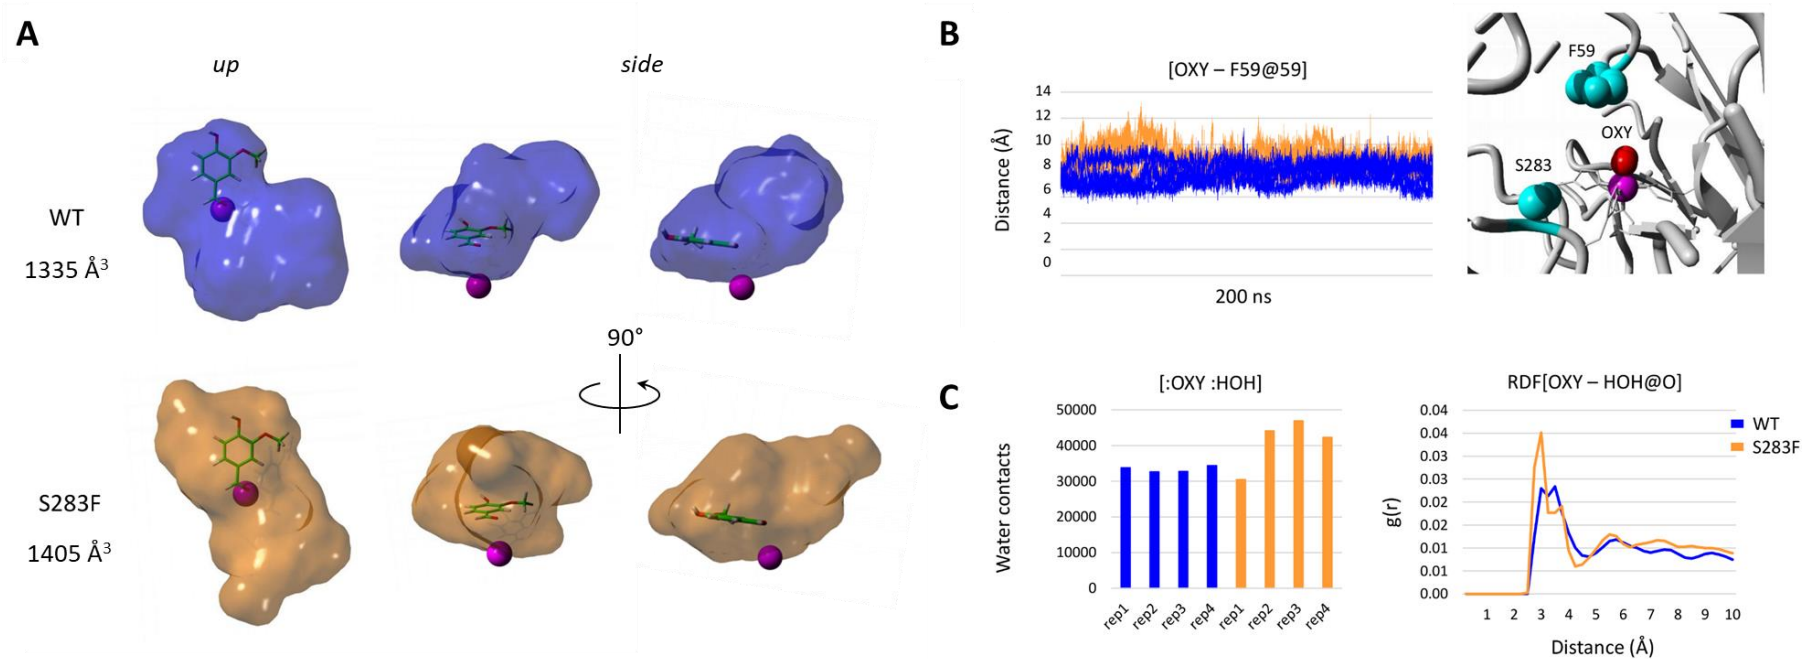 A
up
side
WT
1335 Å³
90°
S283F
1405 Å³
B
[OXY – F59@59]
14
12
10
8
6
4
2
0
Distance (Å)
200 ns
F59
OXY
S283
C
[:OXY :HOH]
50000
40000
30000
20000
10000
0
Water contacts
rep1
rep2
rep3
rep4
rep1
rep2
rep3
rep4
RDF[OXY – HOH@O]
0.04
0.04
0.03
0.03
0.02
0.02
0.01
0.01
0.00
g(r)
1 2 3 4 5 6 7 8 9 10
Distance (Å)
WT
S283F